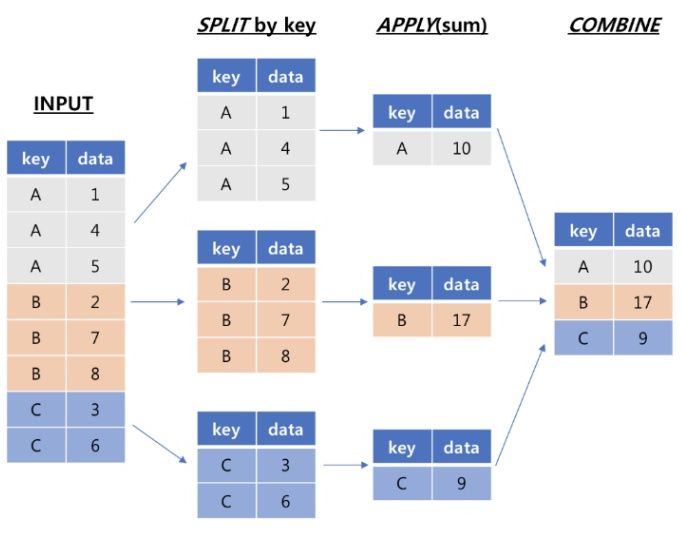 INPUT
key data
A 1
A 4
A 5
B 2
B 7
B 8
C 3
C 6
SPLIT by key
key data
A 1
A 4
A 5
key data
B 2
B 7
B 8
key data
C 3
C 6
APPLY(sum)
key data
A 10
key data
B 17
key data
C 9
COMBINE
key data
A 10
B 17
C 9